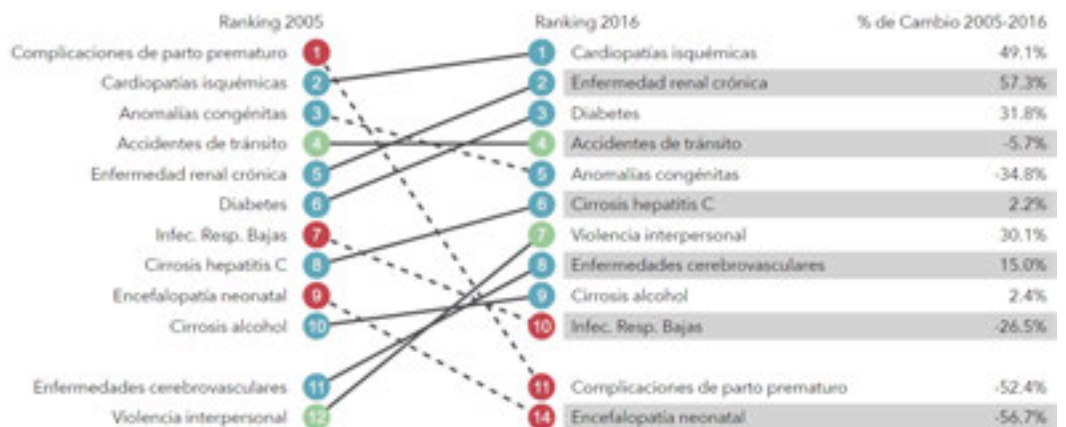 Ranking 2005 Ranking 2016 % de Cambio 2005-2016
Complicaciones de parto prematuro 1 1 Cardiopatías isquémicas 49.1%
Cardiopatías isquémicas 2 2 Enfermedad renal crónica 57.3%
Anomalías congénitas 3 3 Diabetes 31.8%
Accidentes de tránsito 4 4 Accidentes de tránsito -5.7%
Enfermedad renal crónica 5 5 Anomalías congénitas -34.8%
Diabetes 6 6 Cirrosis hepatitis C 2.2%
Infec. Resp. Bajas 7 7 Violencia interpersonal 30.1%
Cirrosis hepatitis C 8 8 Enfermedades cerebrovasculares 15.0%
Encefalopatía neonatal 9 9 Cirrosis alcohol 2.4%
Cirrosis alcohol 10 10 Infec. Resp. Bajas -26.5%
Enfermedades cerebrovasculares 11 11 Complicaciones de parto prematuro -52.4%
Violencia interpersonal 12 14 Encefalopatía neonatal -56.7%